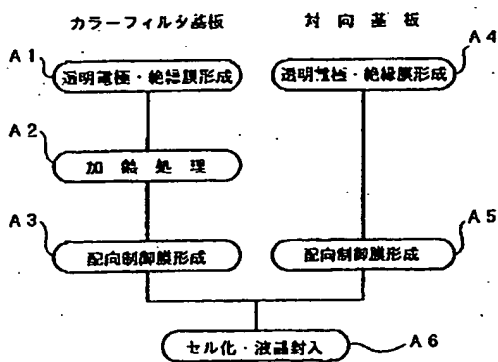 カラーフィルタ基板 対向基板
A1 透明電極・絶縁膜形成 透明電極・絶縁膜形成 A4
A2 加熱処理
A3 配向制御膜形成 配向制御膜形成 A5
セル化・液晶封入 A6